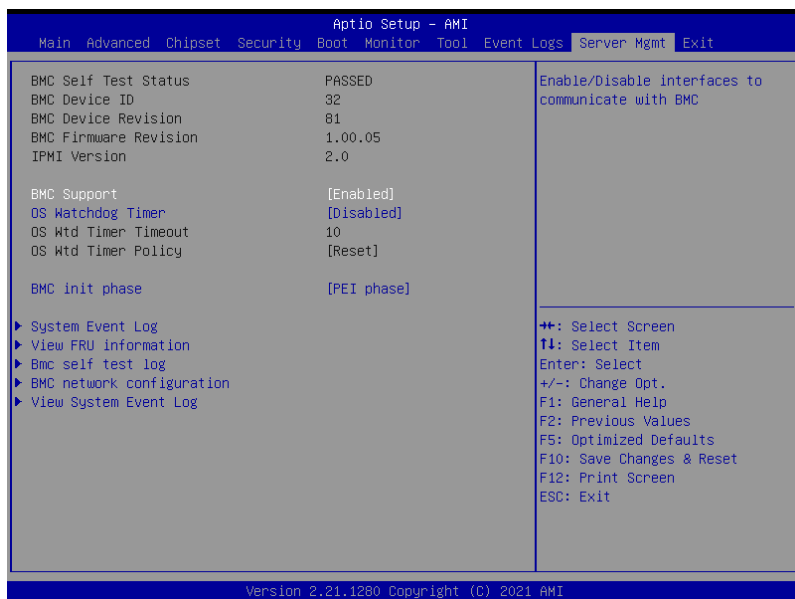 Aptio Setup – AMI
Main Advanced Chipset Security Boot Monitor Tool Event Logs Server Mgmt Exit
BMC Self Test Status PASSED
BMC Device ID 32
BMC Device Revision 81
BMC Firmware Revision 1.00.05
IPMI Version 2.0
BMC Support [Enabled]
OS Watchdog Timer [Disabled]
OS Wtd Timer Timeout 10
OS Wtd Timer Policy [Reset]
BMC init phase [PEI phase]
System Event Log
View FRU information
Bmc self test log
BMC network configuration
View System Event Log
Enable/Disable interfaces to
communicate with BMC
→←: Select Screen
↑↓: Select Item
Enter: Select
+/-: Change Opt.
F1: General Help
F2: Previous Values
F5: Optimized Defaults
F10: Save Changes & Reset
F12: Print Screen
ESC: Exit
Version 2.21.1280 Copyright (C) 2021 AMI